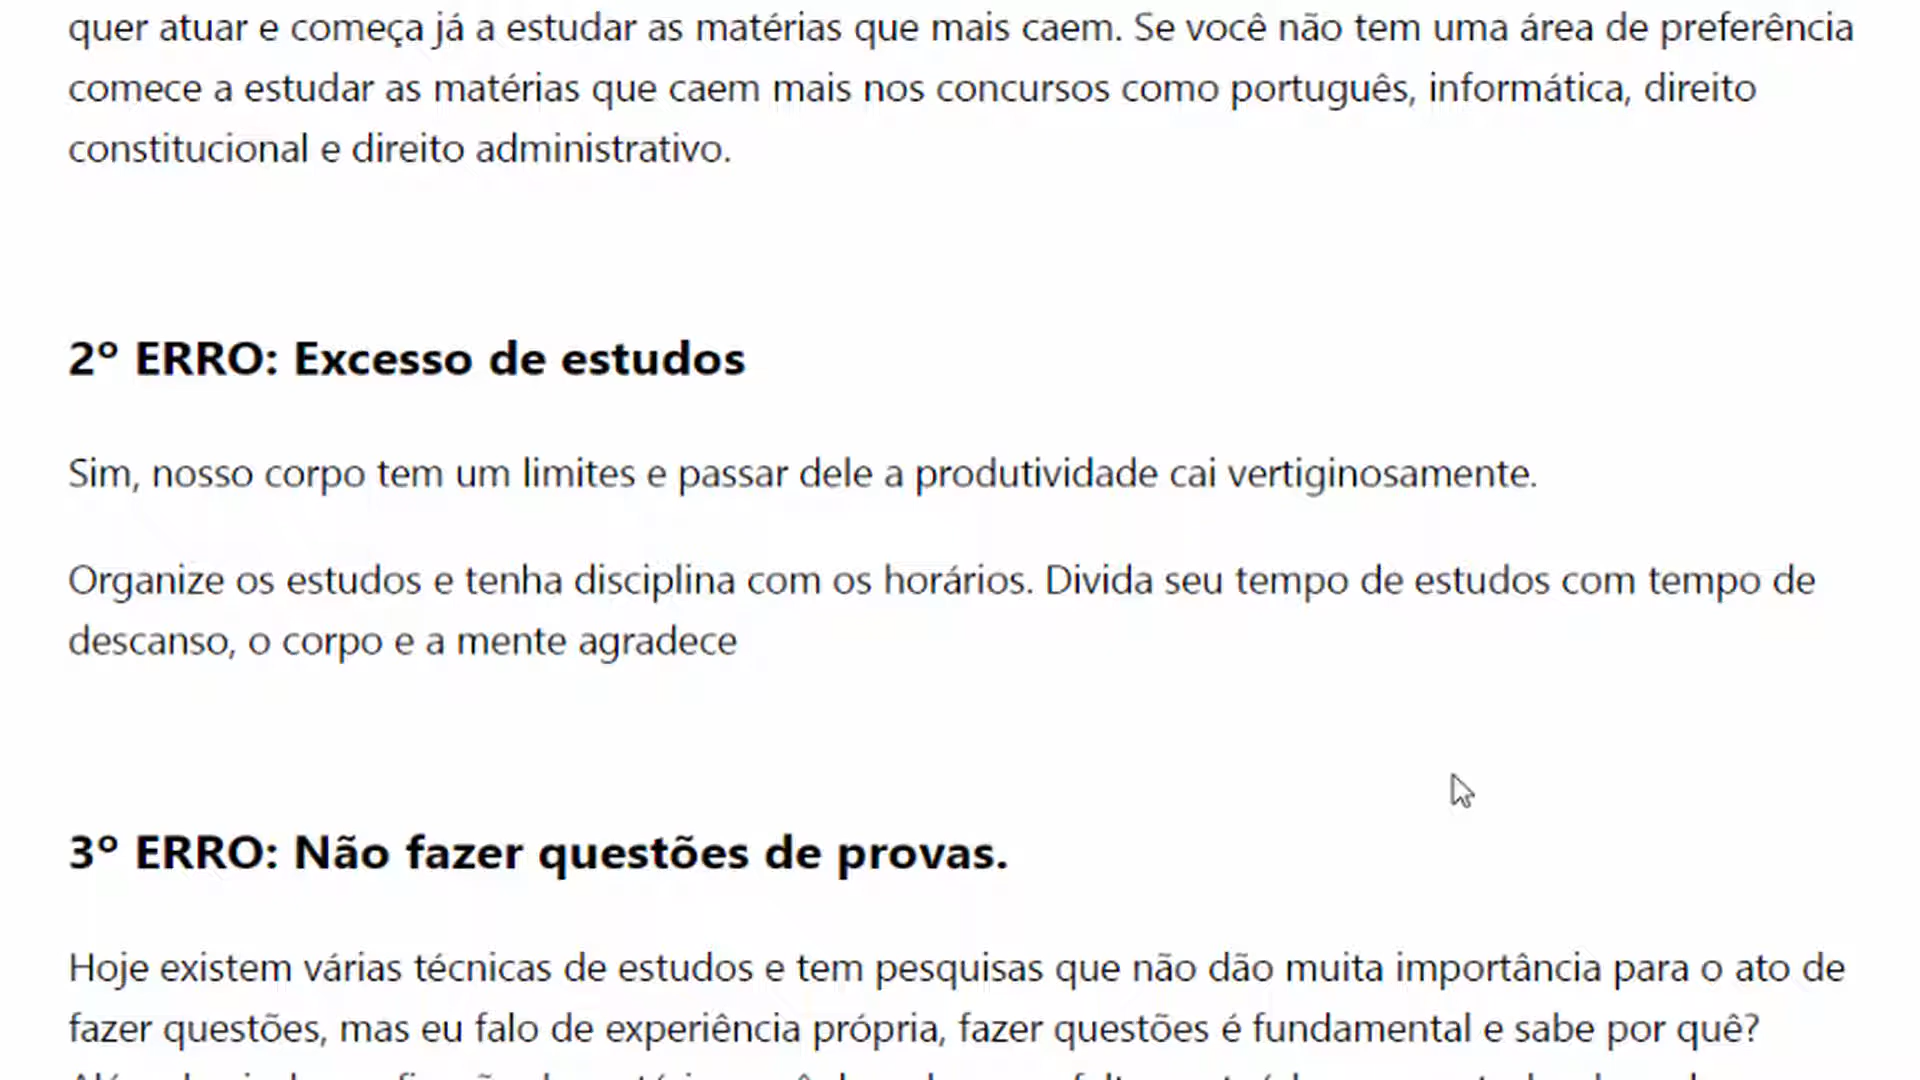 quer atuar e começa já a estudar as matérias que mais caem. Se você não tem uma área de preferência
comece a estudar as matérias que caem mais nos concursos como português, informática, direito
constitucional e direito administrativo.
2º ERRO: Excesso de estudos
Sim, nosso corpo tem um limites e passar dele a produtividade cai vertiginosamente.
Organize os estudos e tenha disciplina com os horários. Divida seu tempo de estudos com tempo de
descanso, o corpo e a mente agradece
3º ERRO: Não fazer questões de provas.
Hoje existem várias técnicas de estudos e tem pesquisas que não dão muita importância para o ato de
fazer questões, mas eu falo de experiência própria, fazer questões é fundamental e sabe por quê?